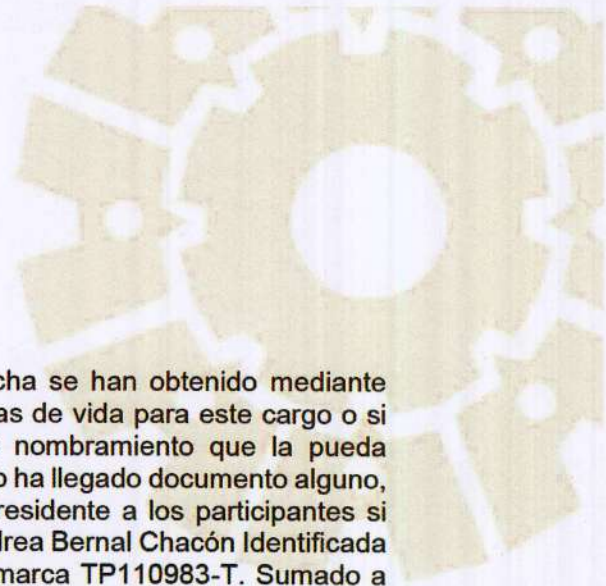 cha se han obtenido mediante
as de vida para este cargo o si
nombramiento que la pueda
o ha llegado documento alguno,
residente a los participantes si
drea Bernal Chacón Identificada
marca TP110983-T. Sumado a